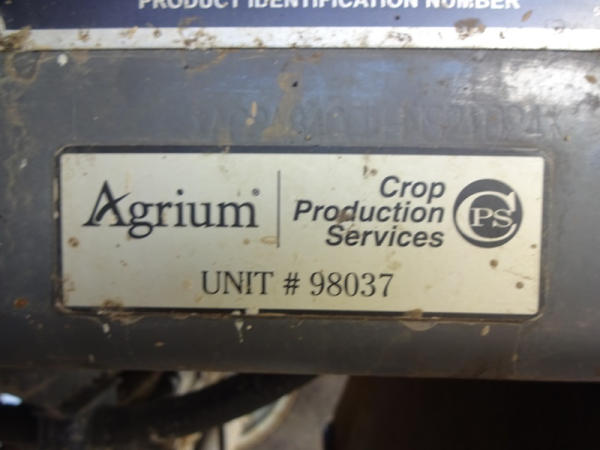 PRODUCT IDENTIFICATION NUMBER
Agrium®
Crop
Production
Services
CPS
UNIT # 98037